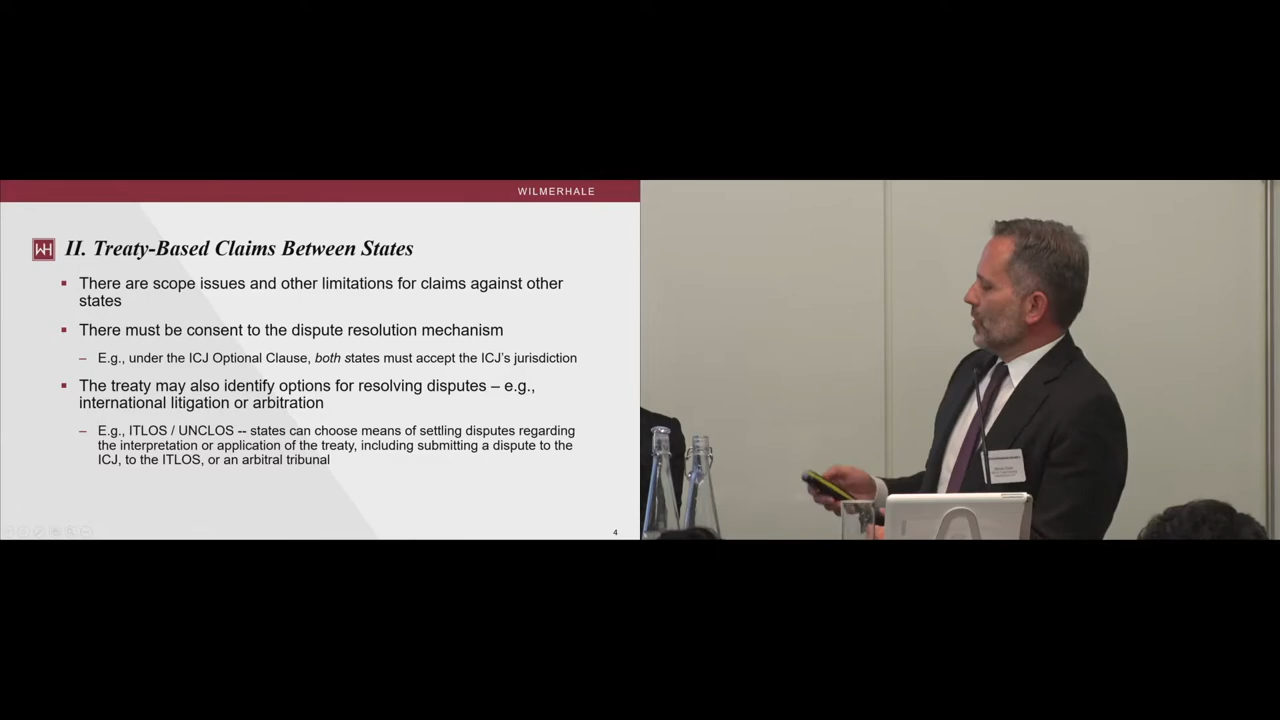 WILMERHALE
WH
II. Treaty-Based Claims Between States
▪ There are scope issues and other limitations for claims against other
states
▪ There must be consent to the dispute resolution mechanism
– E.g., under the ICJ Optional Clause, both states must accept the ICJ's jurisdiction
▪ The treaty may also identify options for resolving disputes – e.g.,
international litigation or arbitration
– E.g., ITLOS / UNCLOS -- states can choose means of settling disputes regarding
the interpretation or application of the treaty, including submitting a dispute to the
ICJ, to the ITLOS, or an arbitral tribunal
4